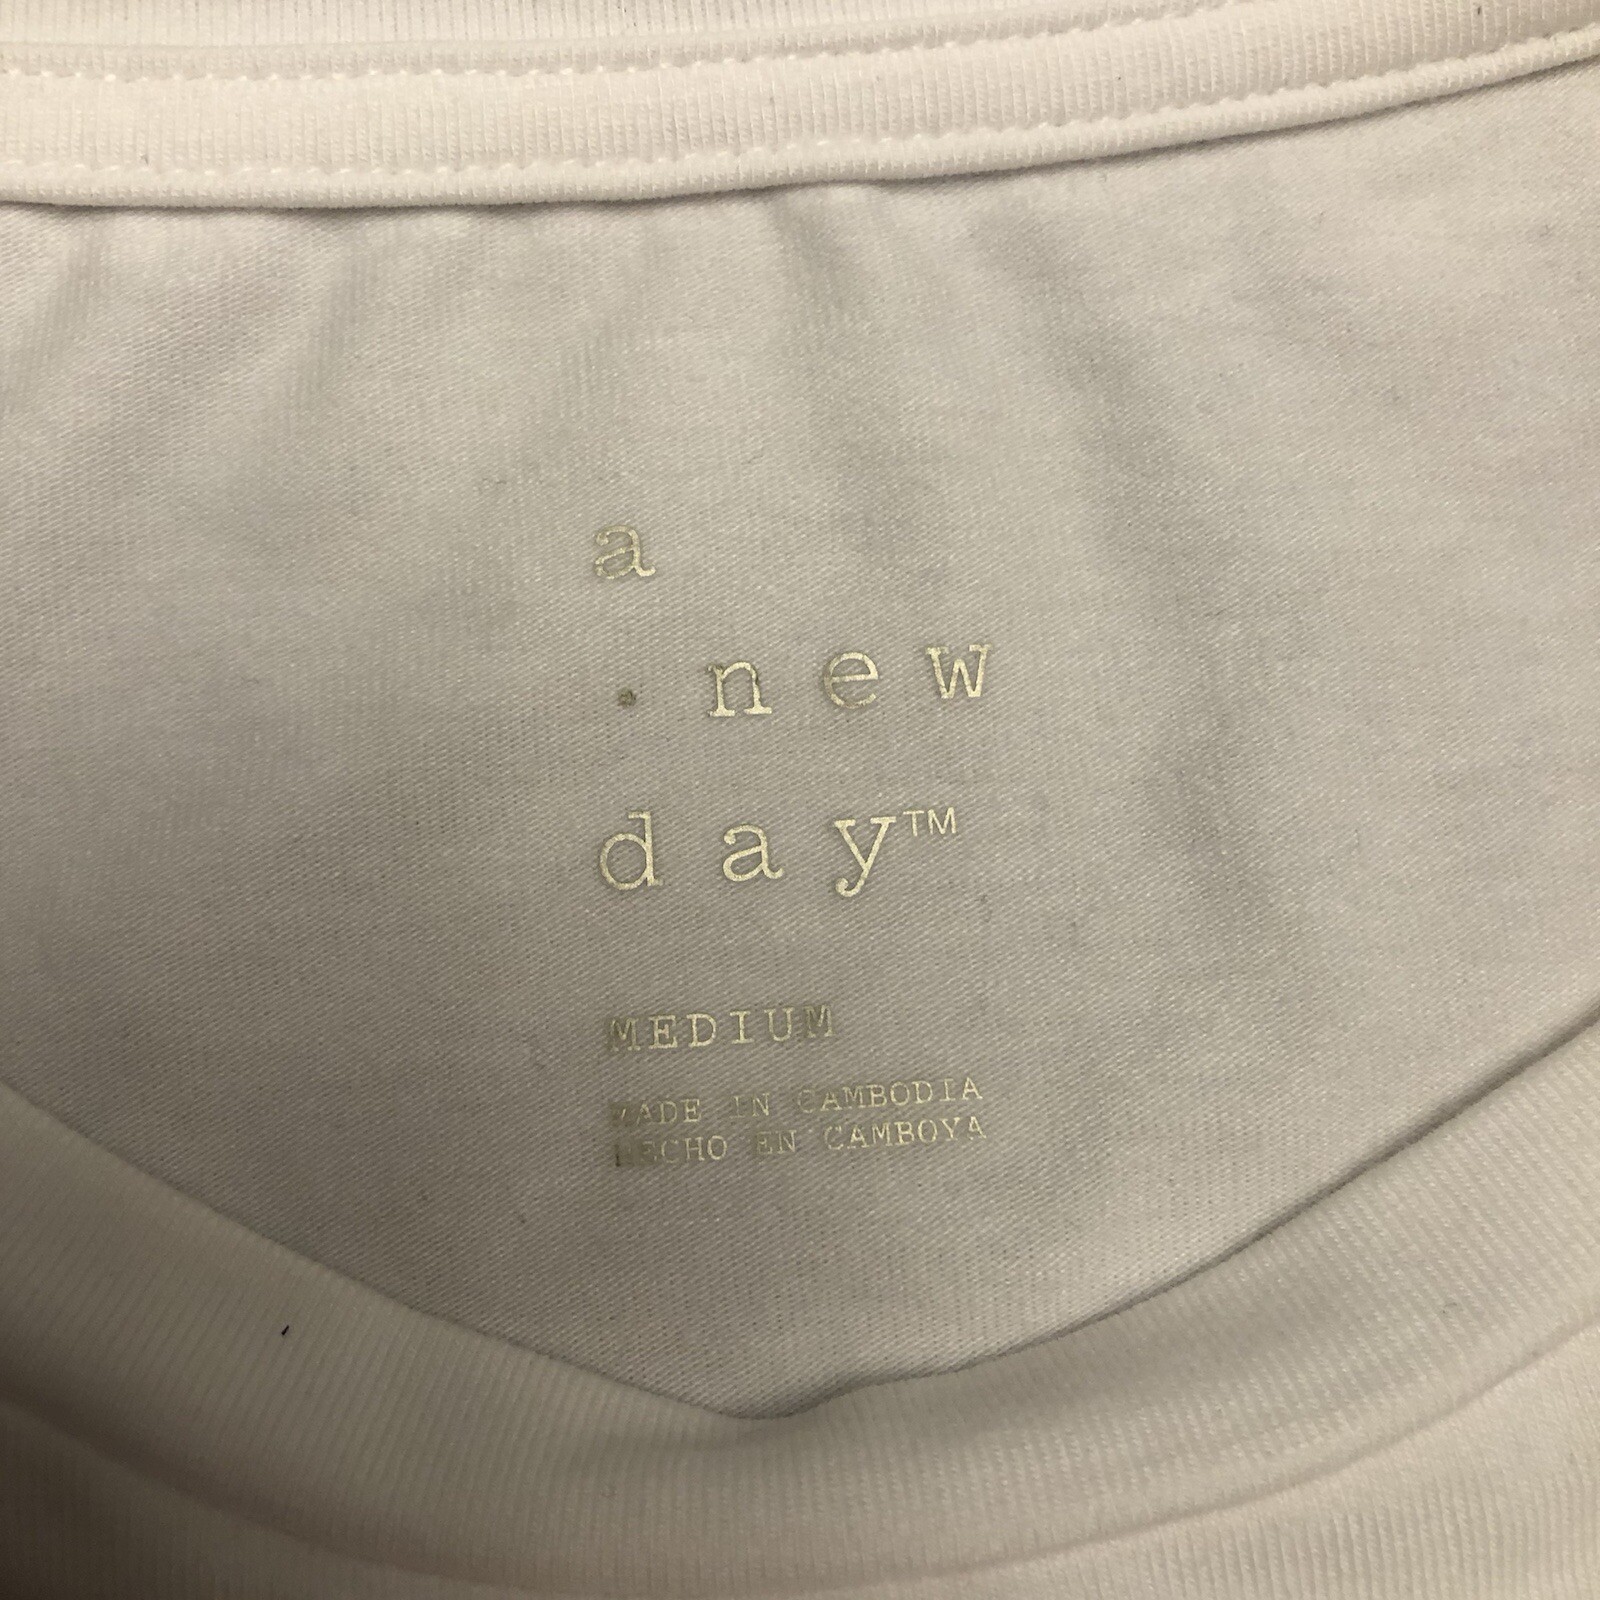 a
· new
day™
MEDIUM
MADE IN CAMBODIA
HECHO EN CAMBOYA